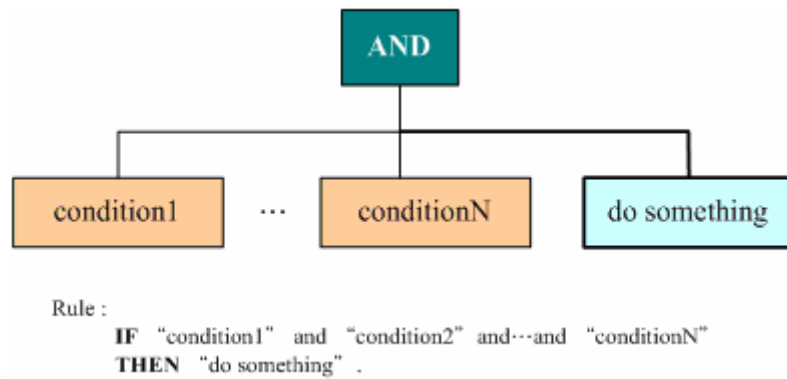 AND
condition1 ··· conditionN do something
Rule :
IF “condition1” and “condition2” and···and “conditionN”
THEN “do something” .